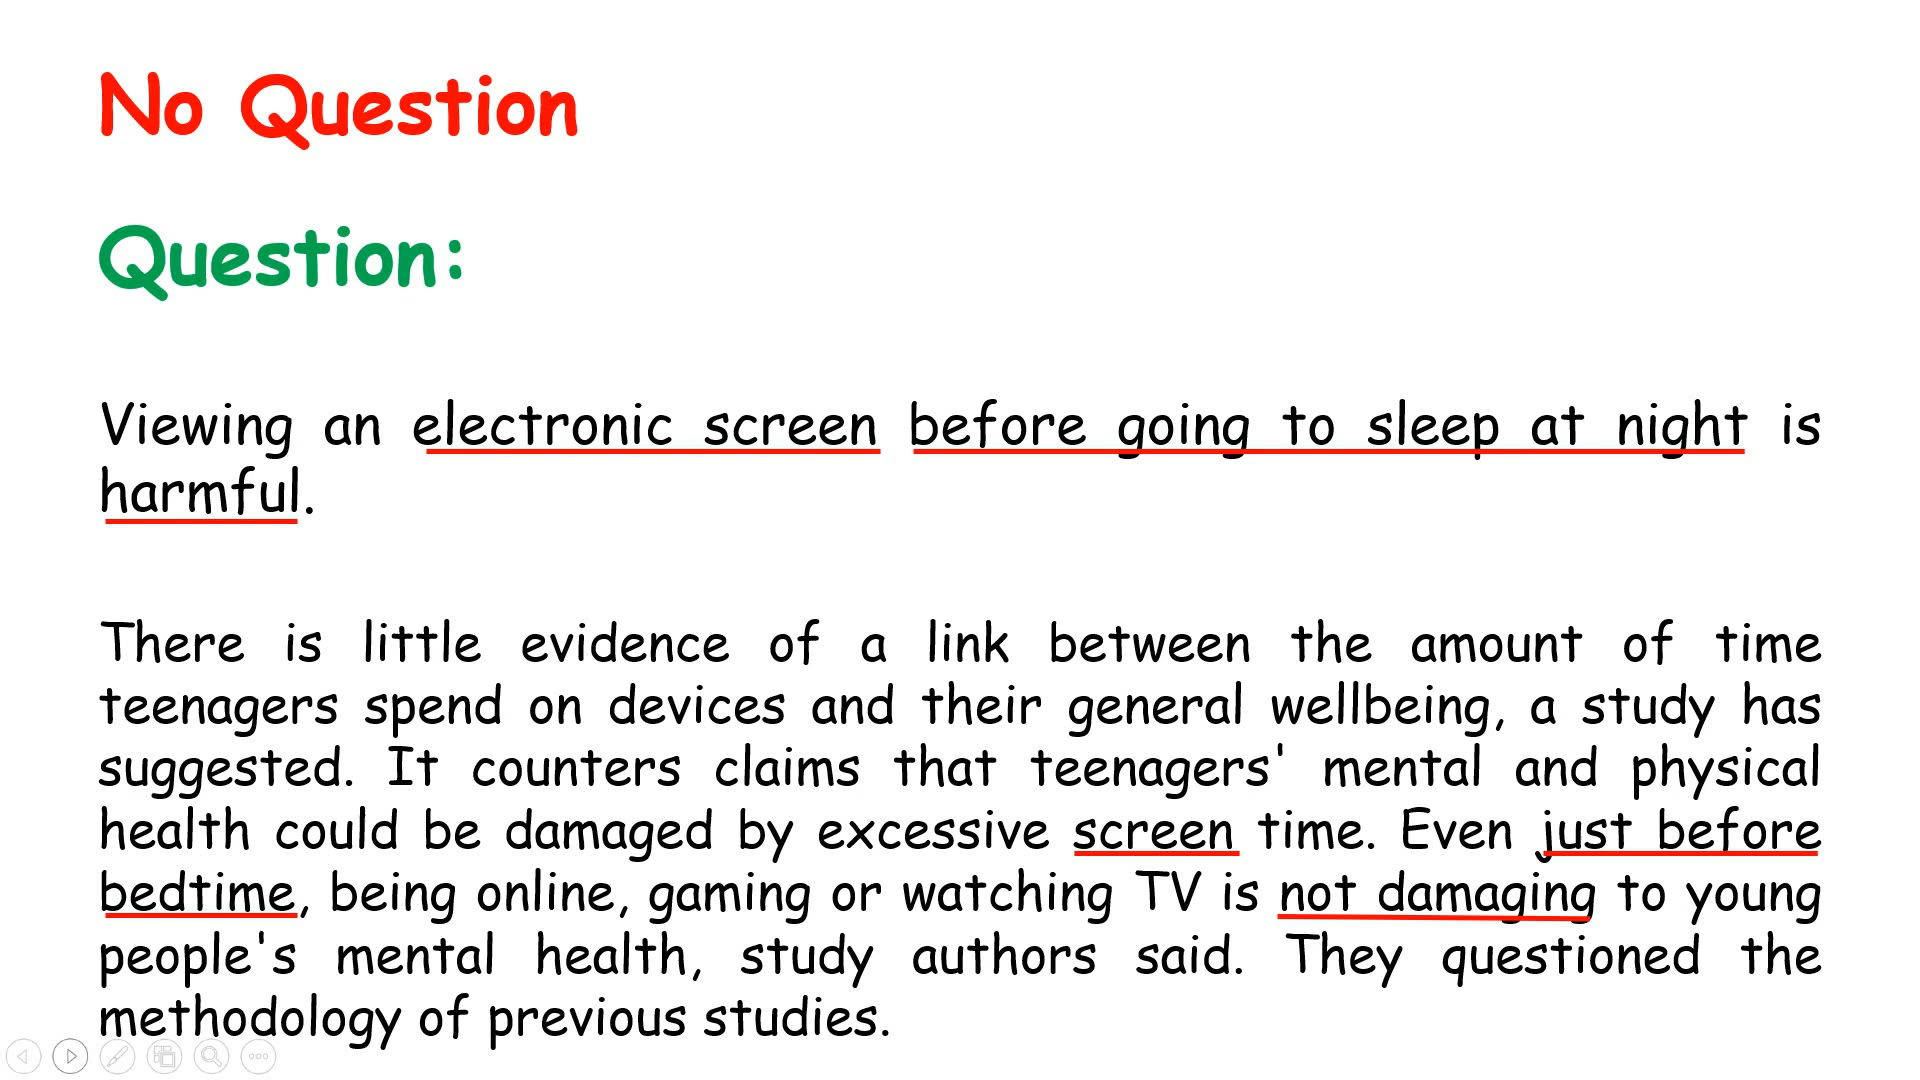 No Question
Question:
Viewing an electronic screen before going to sleep at night is
harmful.
There is little evidence of a link between the amount of time
teenagers spend on devices and their general wellbeing, a study has
suggested. It counters claims that teenagers' mental and physical
health could be damaged by excessive screen time. Even just before
bedtime, being online, gaming or watching TV is not damaging to young
people's mental health, study authors said. They questioned the
methodology of previous studies.